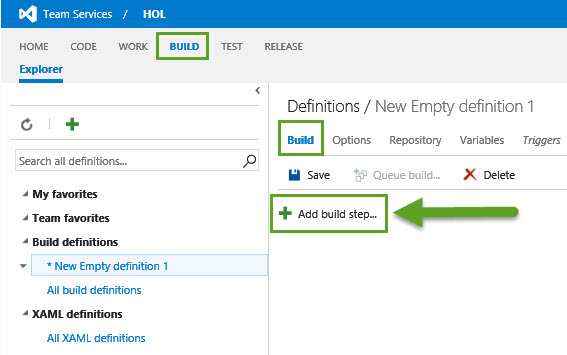 Team Services / HOL
HOME CODE WORK BUILD TEST RELEASE
Explorer
Search all definitions...
My favorites
Team favorites
Build definitions
* New Empty definition 1
All build definitions
XAML definitions
All XAML definitions
Definitions / New Empty definition 1
Build Options Repository Variables Triggers
Save Queue build... Delete
Add build step...